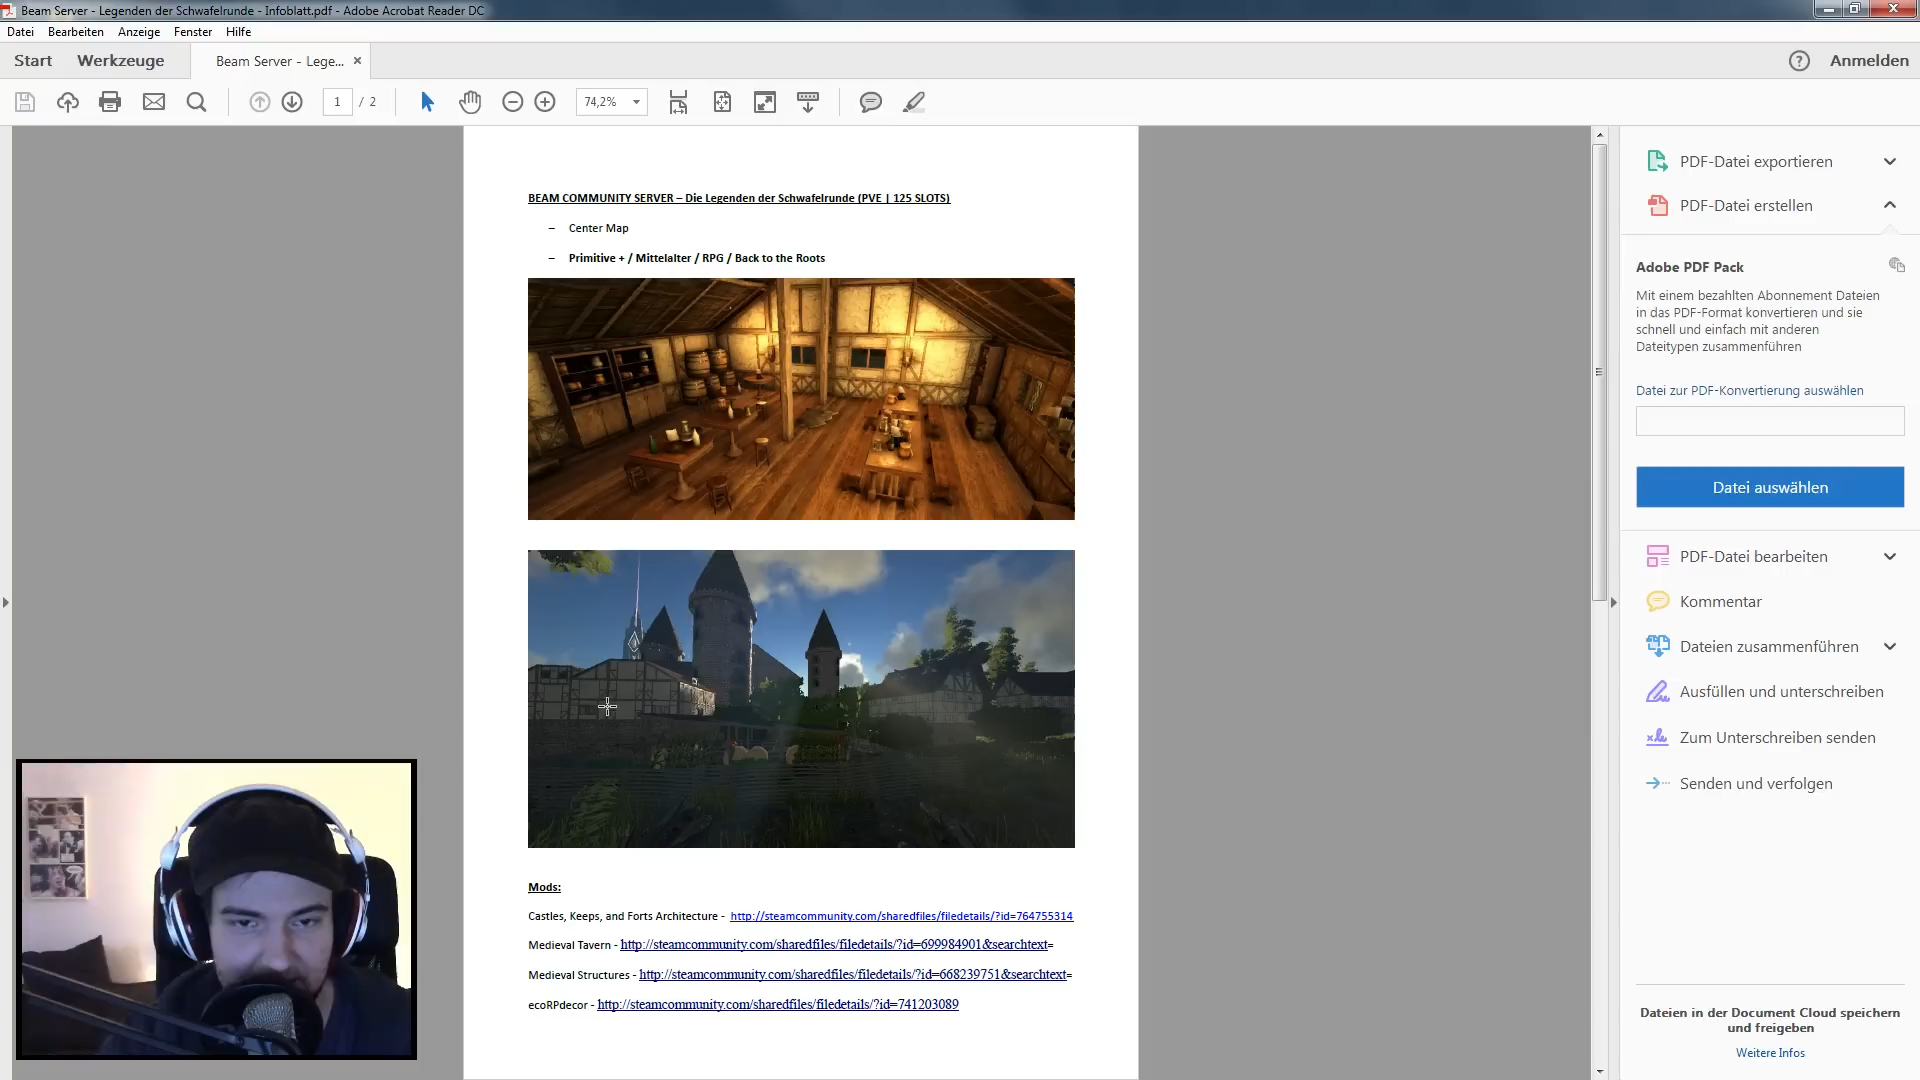 Beam Server - Legenden der Schwafelrunde - Infoblatt.pdf - Adobe Acrobat Reader DC
Datei Bearbeiten Anzeige Fenster Hilfe
Start Werkzeuge Beam Server - Lege... × Anmelden
1 / 2 74,2%
BEAM COMMUNITY SERVER – Die Legenden der Schwafelrunde (PVE | 125 SLOTS)
– Center Map
– Primitive + / Mittelalter / RPG / Back to the Roots
Mods:
Castles, Keeps, and Forts Architecture - http://steamcommunity.com/sharedfiles/filedetails/?id=764755314
Medieval Tavern - http://steamcommunity.com/sharedfiles/filedetails/?id=699984901&searchtext=
Medieval Structures - http://steamcommunity.com/sharedfiles/filedetails/?id=668239751&searchtext=
ecoRPdecor - http://steamcommunity.com/sharedfiles/filedetails/?id=741203089
PDF-Datei exportieren
PDF-Datei erstellen
Adobe PDF Pack
Mit einem bezahlten Abonnement Dateien
in das PDF-Format konvertieren und sie
schnell und einfach mit anderen
Dateitypen zusammenführen
Datei zur PDF-Konvertierung auswählen
Datei auswählen
PDF-Datei bearbeiten
Kommentar
Dateien zusammenführen
Ausfüllen und unterschreiben
Zum Unterschreiben senden
Senden und verfolgen
Dateien in der Document Cloud speichern
und freigeben
Weitere Infos